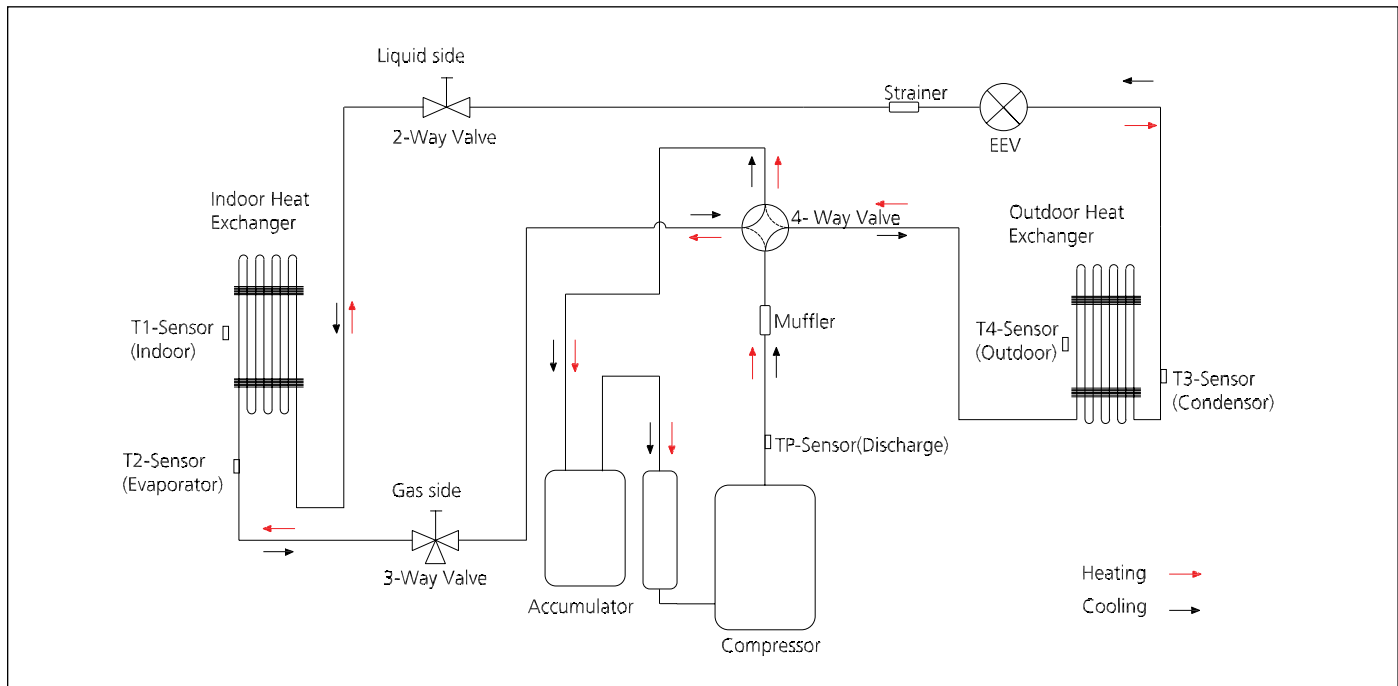 Liquid side
2-Way Valve
Strainer
EEV
Indoor Heat
Exchanger
4- Way Valve
Outdoor Heat
Exchanger
T1-Sensor
(Indoor)
Muffler
T4-Sensor
(Outdoor)
T3-Sensor
(Condensor)
TP-Sensor(Discharge)
T2-Sensor
(Evaporator)
Gas side
3-Way Valve
Accumulator
Compressor
Heating
Cooling